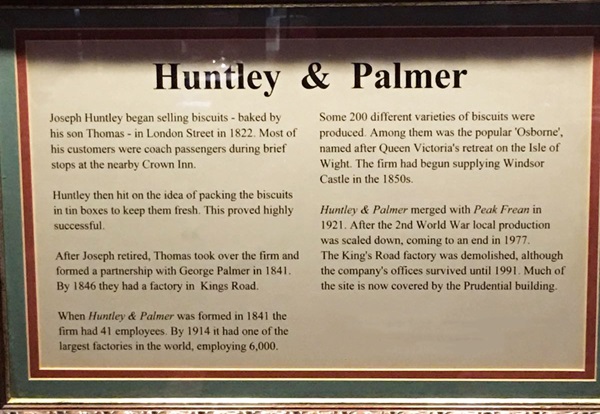 Huntley & Palmer
Joseph Huntley began selling biscuits - baked by
his son Thomas - in London Street in 1822. Most of
his customers were coach passengers during brief
stops at the nearby Crown Inn.
Huntley then hit on the idea of packing the biscuits
in tin boxes to keep them fresh. This proved highly
successful.
After Joseph retired, Thomas took over the firm and
formed a partnership with George Palmer in 1841.
By 1846 they had a factory in Kings Road.
When Huntley & Palmer was formed in 1841 the
firm had 41 employees. By 1914 it had one of the
largest factories in the world, employing 6,000.
Some 200 different varieties of biscuits were
produced. Among them was the popular 'Osborne',
named after Queen Victoria's retreat on the Isle of
Wight. The firm had begun supplying Windsor
Castle in the 1850s.
Huntley & Palmer merged with Peak Frean in
1921. After the 2nd World War local production
was scaled down, coming to an end in 1977.
The King's Road factory was demolished, although
the company's offices survived until 1991. Much of
the site is now covered by the Prudential building.